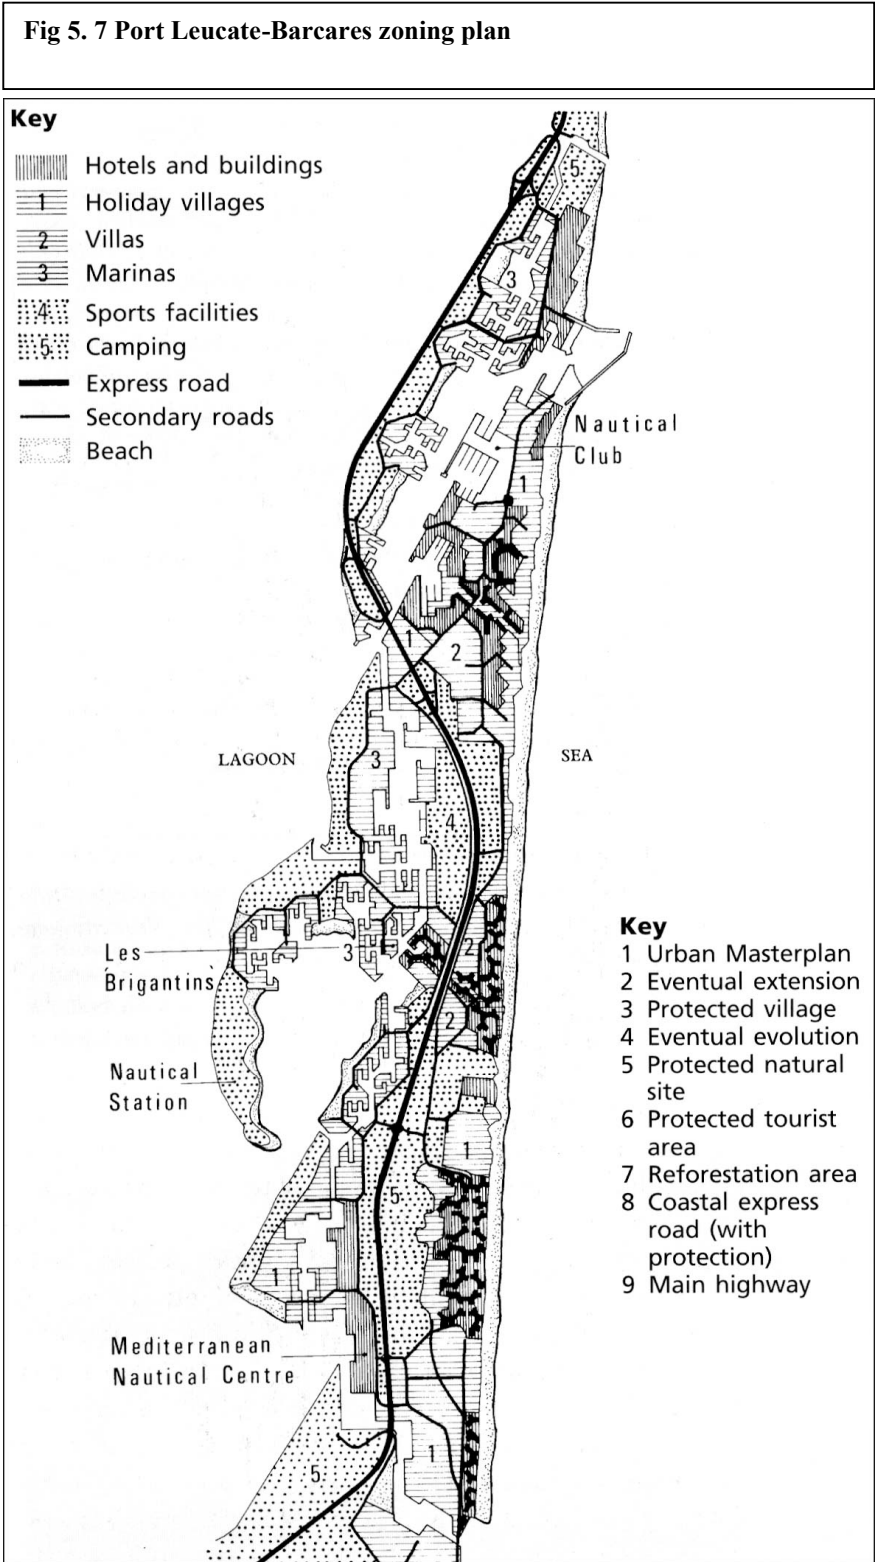 Fig 5. 7 Port Leucate-Barcares zoning plan
Key
Hotels and buildings
1 Holiday villages
2 Villas
3 Marinas
4 Sports facilities
5 Camping
Express road
Secondary roads
Beach
5
3
Nautical
Club
1
1
2
LAGOON
SEA
3
4
Les
'Brigantins'
3
2
2
Nautical
Station
1
5
1
Mediterranean
Nautical Centre
5
1
Key
1 Urban Masterplan
2 Eventual extension
3 Protected village
4 Eventual evolution
5 Protected natural
site
6 Protected tourist
area
7 Reforestation area
8 Coastal express
road (with
protection)
9 Main highway